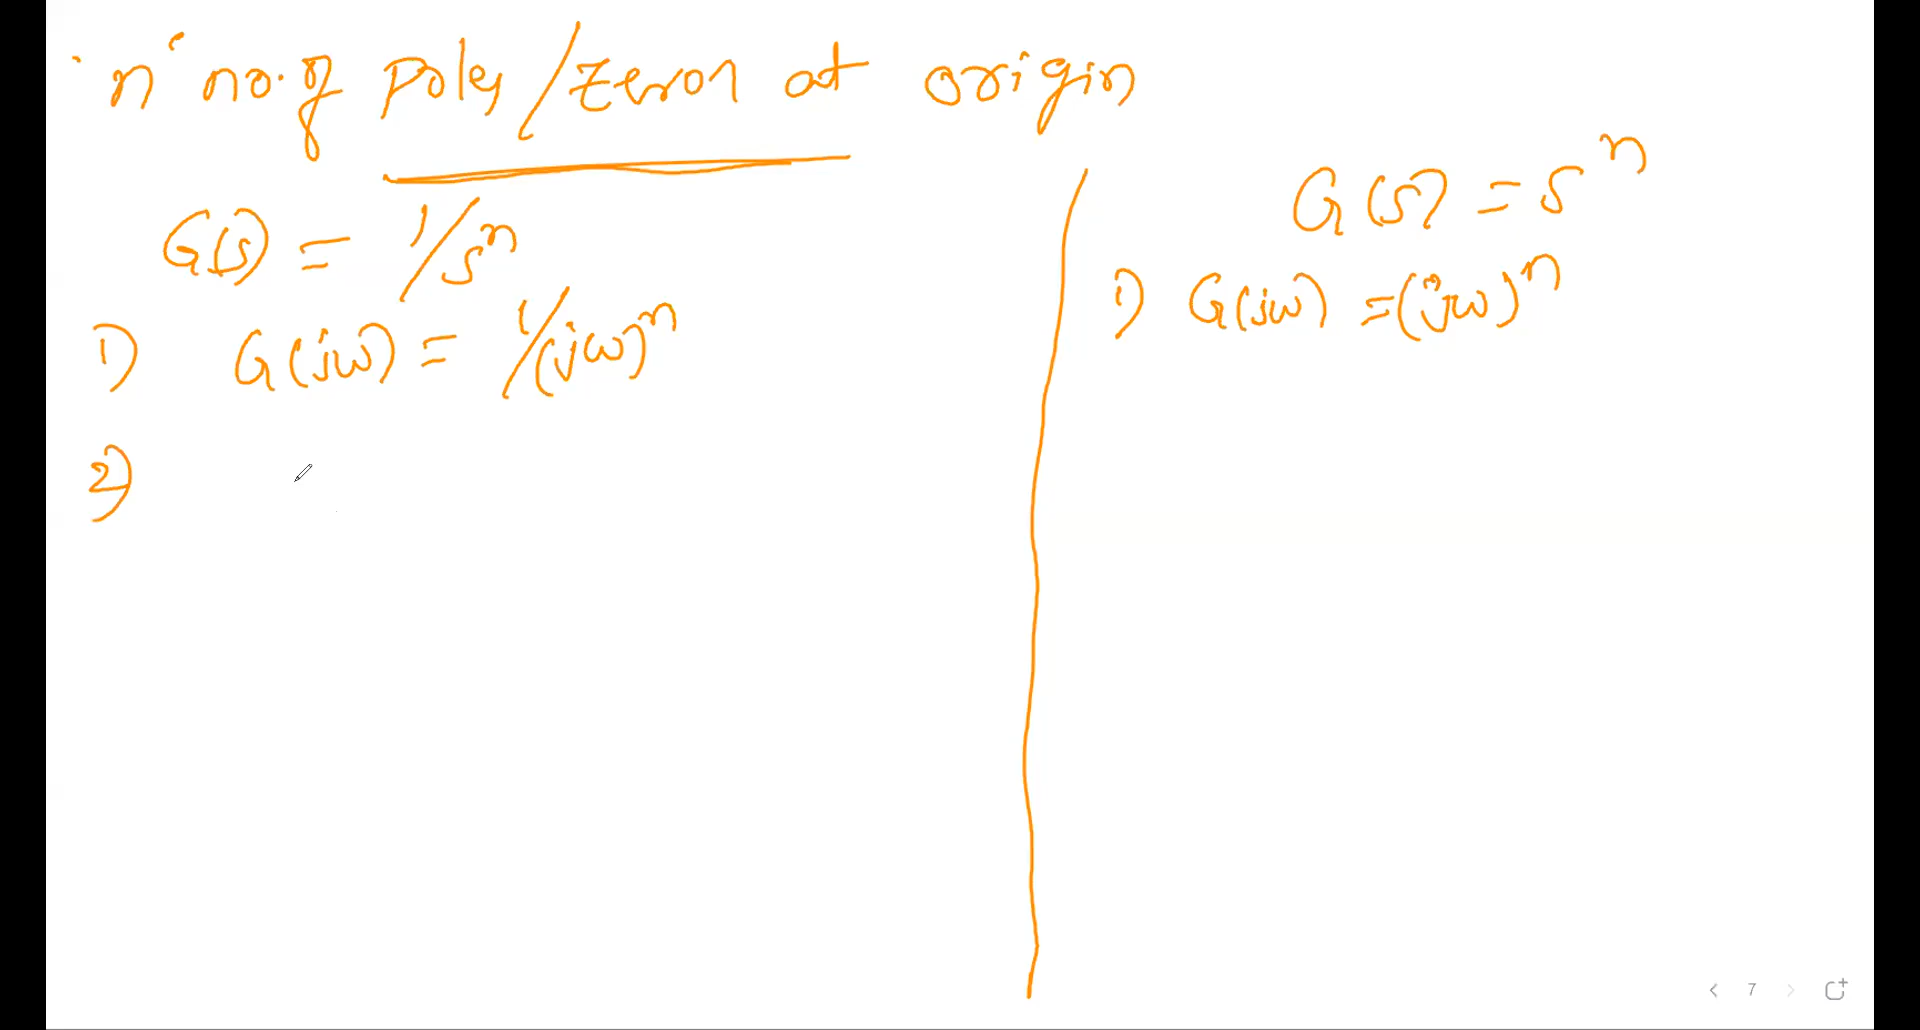 'n' no. of Poles/Zeros at origin
G(s) = 1/s^n
1) G(jω) = 1/(jω)^n
2)
G(s) = s^n
1) G(jω) = (jω)^n
7